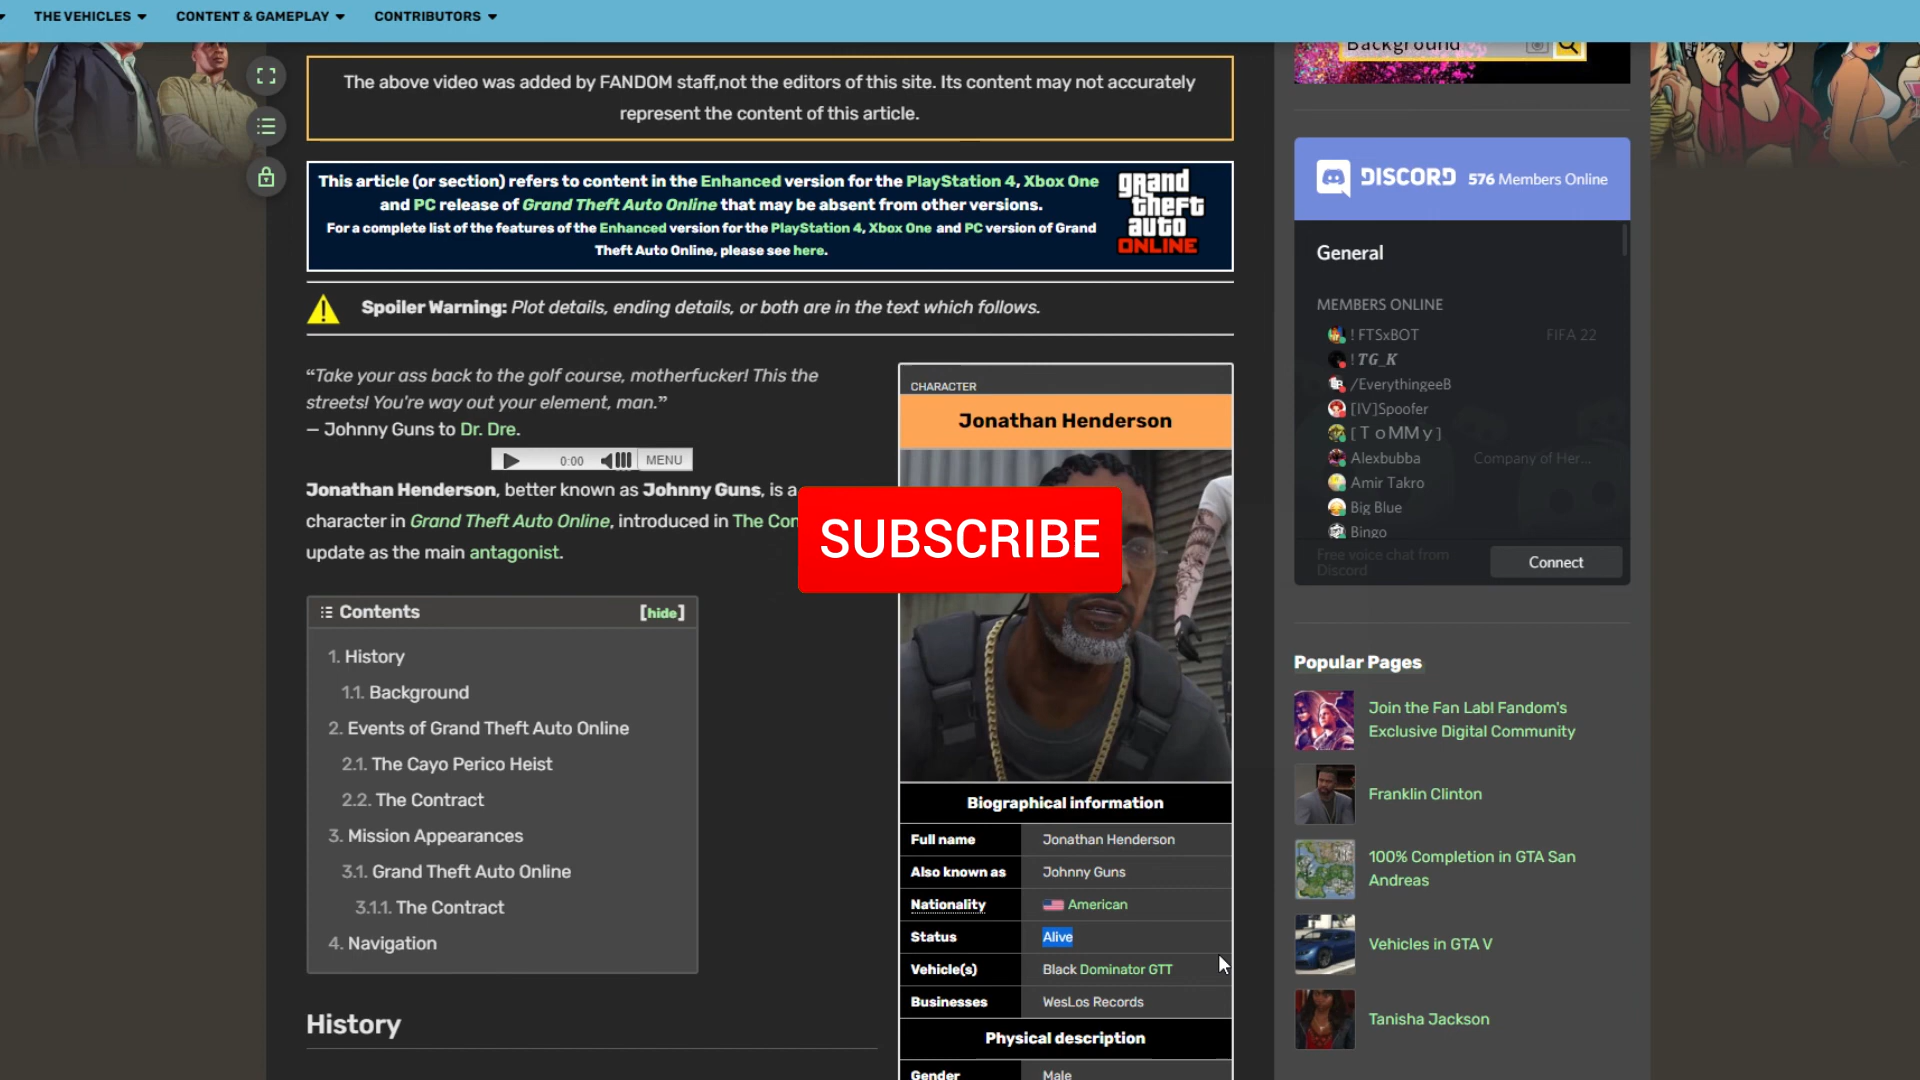 THE VEHICLES
CONTENT & GAMEPLAY
CONTRIBUTORS
The above video was added by FANDOM staff,not the editors of this site. Its content may not accurately
represent the content of this article.
This article (or section) refers to content in the Enhanced version for the PlayStation 4, Xbox One
and PC release of Grand Theft Auto Online that may be absent from other versions.
For a complete list of the features of the Enhanced version for the PlayStation 4, Xbox One and PC version of Grand
Theft Auto Online, please see here.
grand
theft
auto
ONLINE
Spoiler Warning: Plot details, ending details, or both are in the text which follows.
“Take your ass back to the golf course, motherfucker! This the
streets! You're way out your element, man.”
— Johnny Guns to Dr. Dre.
0:00
MENU
Jonathan Henderson, better known as Johnny Guns, is a
character in Grand Theft Auto Online, introduced in The Con
update as the main antagonist.
SUBSCRIBE
Contents [hide]
1. History
1.1. Background
2. Events of Grand Theft Auto Online
2.1. The Cayo Perico Heist
2.2. The Contract
3. Mission Appearances
3.1. Grand Theft Auto Online
3.1.1. The Contract
4. Navigation
History
CHARACTER
Jonathan Henderson
Biographical information
Full name Jonathan Henderson
Also known as Johnny Guns
Nationality American
Status Alive
Vehicle(s) Black Dominator GTT
Businesses WesLos Records
Physical description
Gender Male
Background
DISCORD 576 Members Online
General
MEMBERS ONLINE
! FTSxBOT FIFA 22
! TG_K
/EverythingeeB
[IV]Spoofer
[ T o M M y ]
Alexbubba Company of Her...
Amir Takro
Big Blue
Bingo
Free voice chat from
Discord
Connect
Popular Pages
Join the Fan Lab! Fandom's
Exclusive Digital Community
Franklin Clinton
100% Completion in GTA San
Andreas
Vehicles in GTA V
Tanisha Jackson